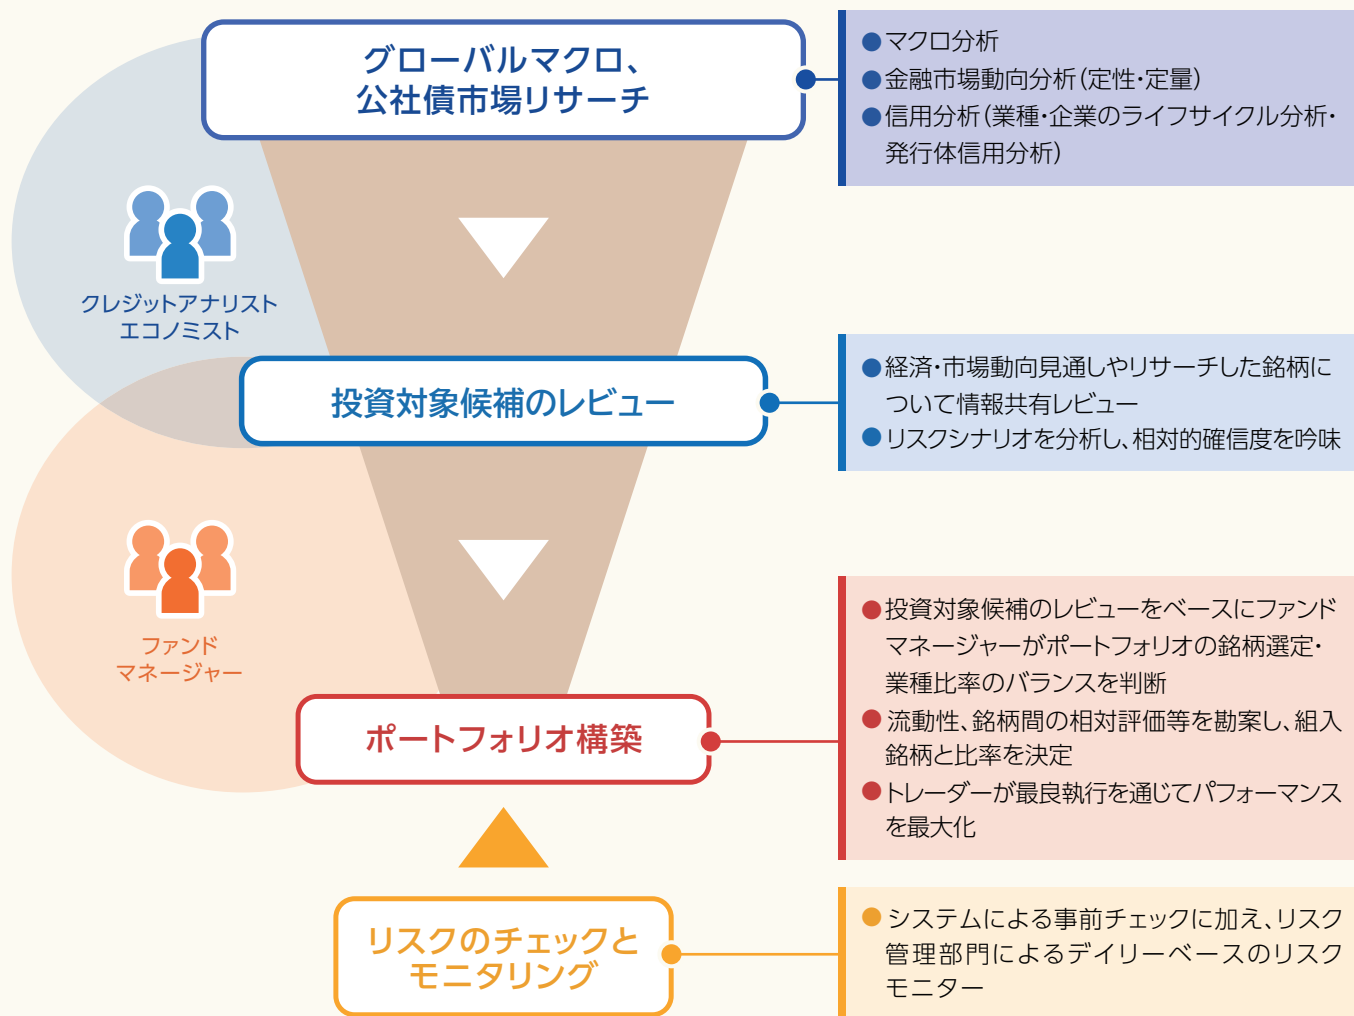 グローバルマクロ、
公社債市場リサーチ
●マクロ分析
●金融市場動向分析(定性・定量)
●信用分析(業種・企業のライフサイクル分析・
発行体信用分析)
クレジットアナリスト
エコノミスト
投資対象候補のレビュー
●経済・市場動向見通しやリサーチした銘柄に
ついて情報共有レビュー
●リスクシナリオを分析し、相対的確信度を吟味
ファンド
マネージャー
ポートフォリオ構築
●投資対象候補のレビューをベースにファンド
マネージャーがポートフォリオの銘柄選定・
業種比率のバランスを判断
●流動性、銘柄間の相対評価等を勘案し、組入
銘柄と比率を決定
●トレーダーが最良執行を通じてパフォーマンス
を最大化
リスクのチェックと
モニタリング
●システムによる事前チェックに加え、リスク
管理部門によるデイリーベースのリスク
モニター